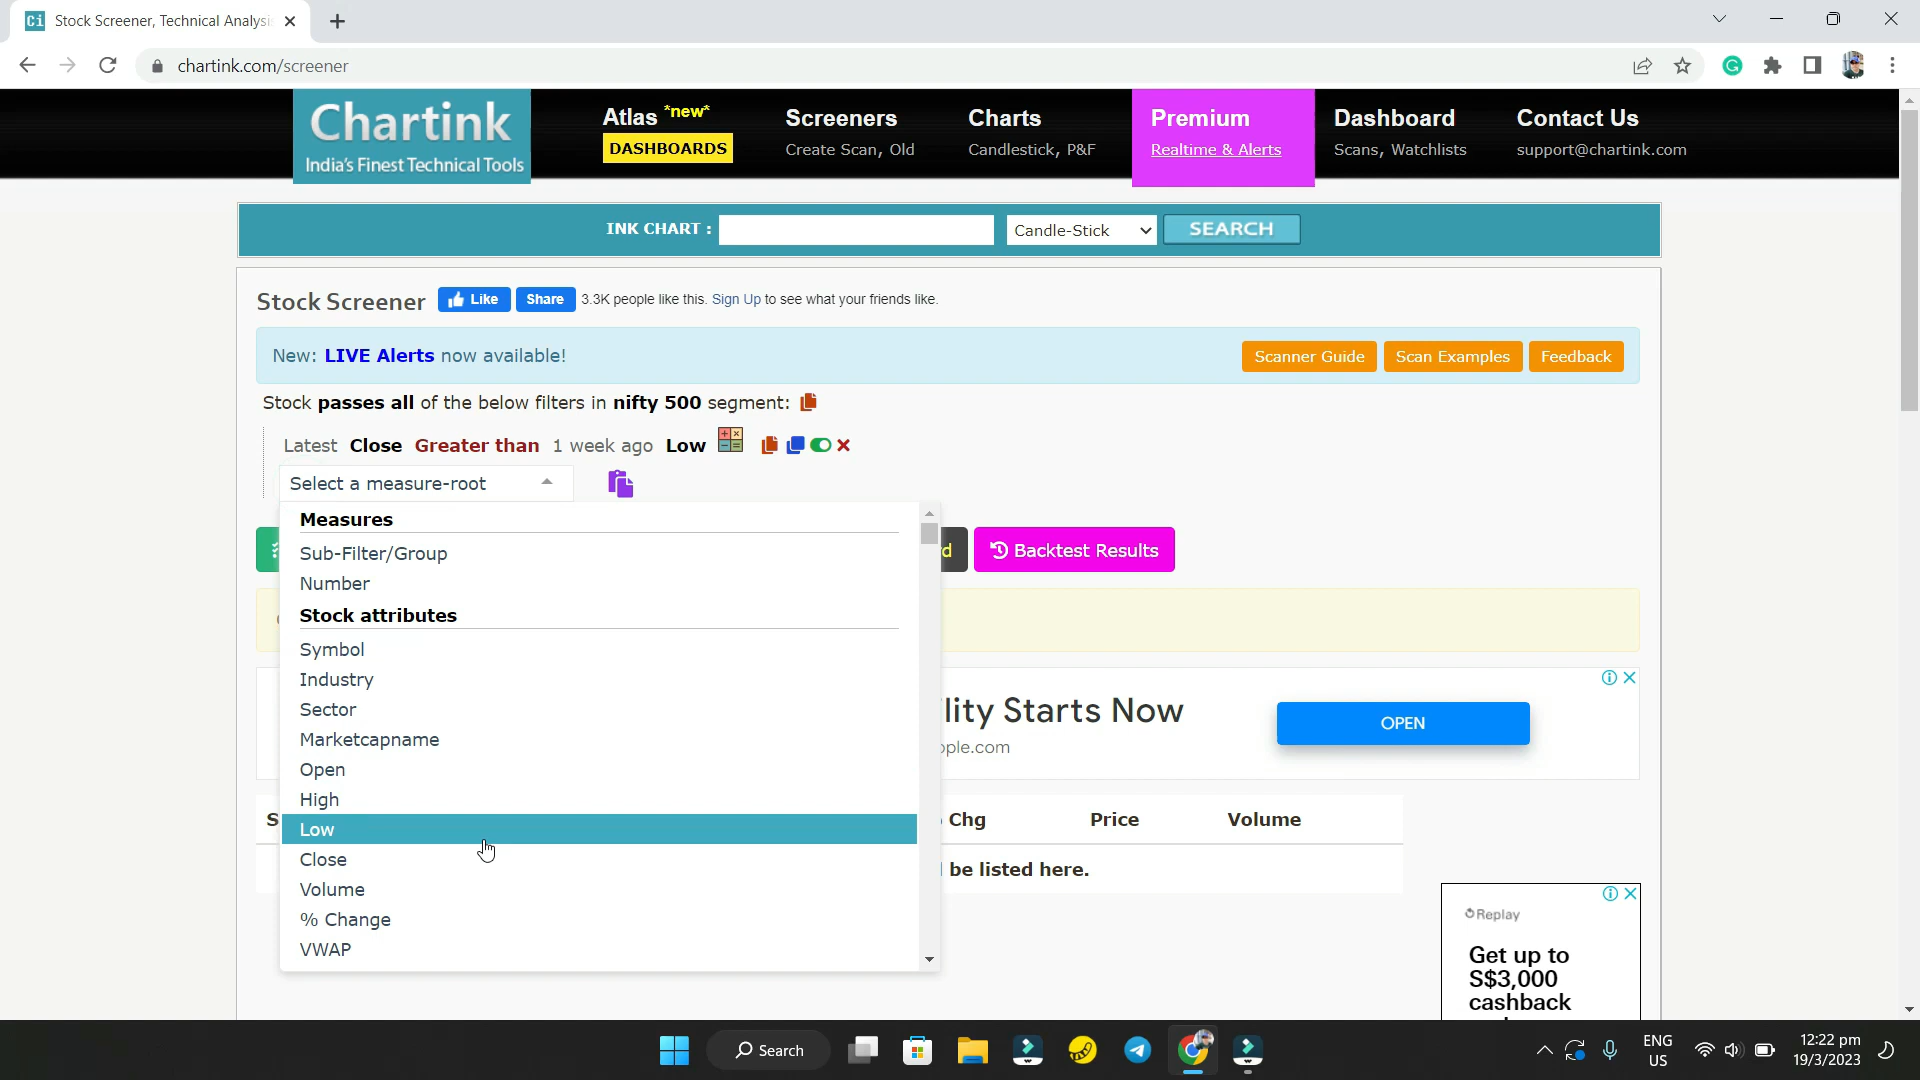 Ci Stock Screener, Technical Analysis
chartink.com/screener
Chartink
India's Finest Technical Tools
Atlas *new*
DASHBOARDS
Screeners
Create Scan, Old
Charts
Candlestick, P&F
Premium
Realtime & Alerts
Dashboard
Scans, Watchlists
Contact Us
support@chartink.com
INK CHART : Candle-Stick SEARCH
Stock Screener Like Share 3.3K people like this. Sign Up to see what your friends like.
New: LIVE Alerts now available! Scanner Guide Scan Examples Feedback
Stock passes all of the below filters in nifty 500 segment:
Latest Close Greater than 1 week ago Low
Select a measure-root
Measures
Sub-Filter/Group
Number
Stock attributes
Symbol
Industry
Sector
Marketcapname
Open
High
Low
Close
Volume
% Change
VWAP
d Backtest Results
lity Starts Now
ple.com
OPEN
S Chg Price Volume
be listed here.
Replay
Get up to
S$3,000
cashback
Search
ENG
US
12:22 pm
19/3/2023